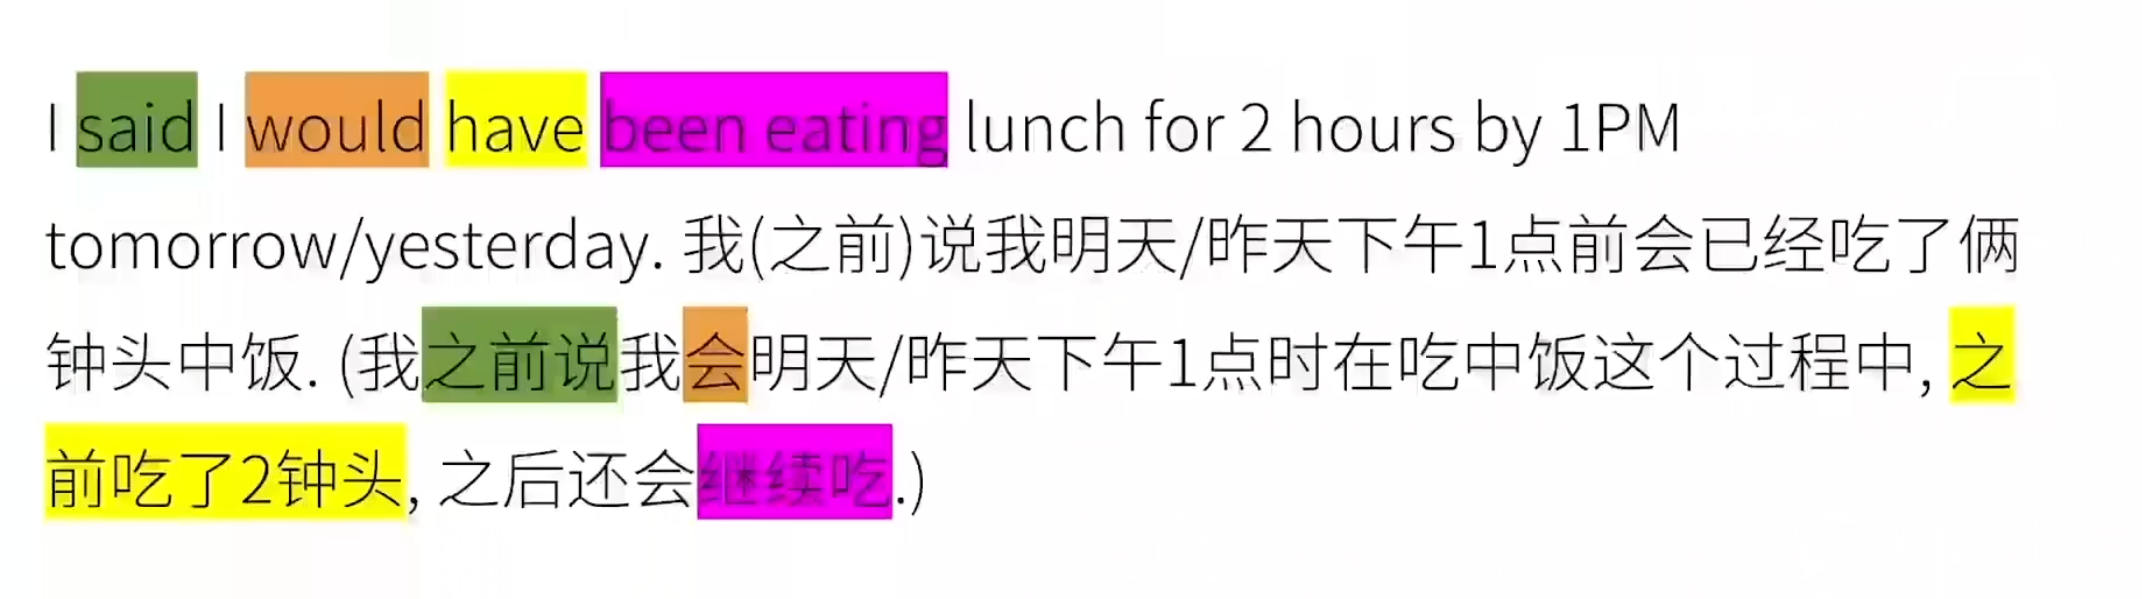 I said I would have been eating lunch for 2 hours by 1PM
tomorrow/yesterday. 我(之前)说我明天/昨天下午1点前会已经吃了俩
钟头中饭. (我之前说我会明天/昨天下午1点时在吃中饭这个过程中, 之
前吃了2钟头, 之后还会继续吃.)